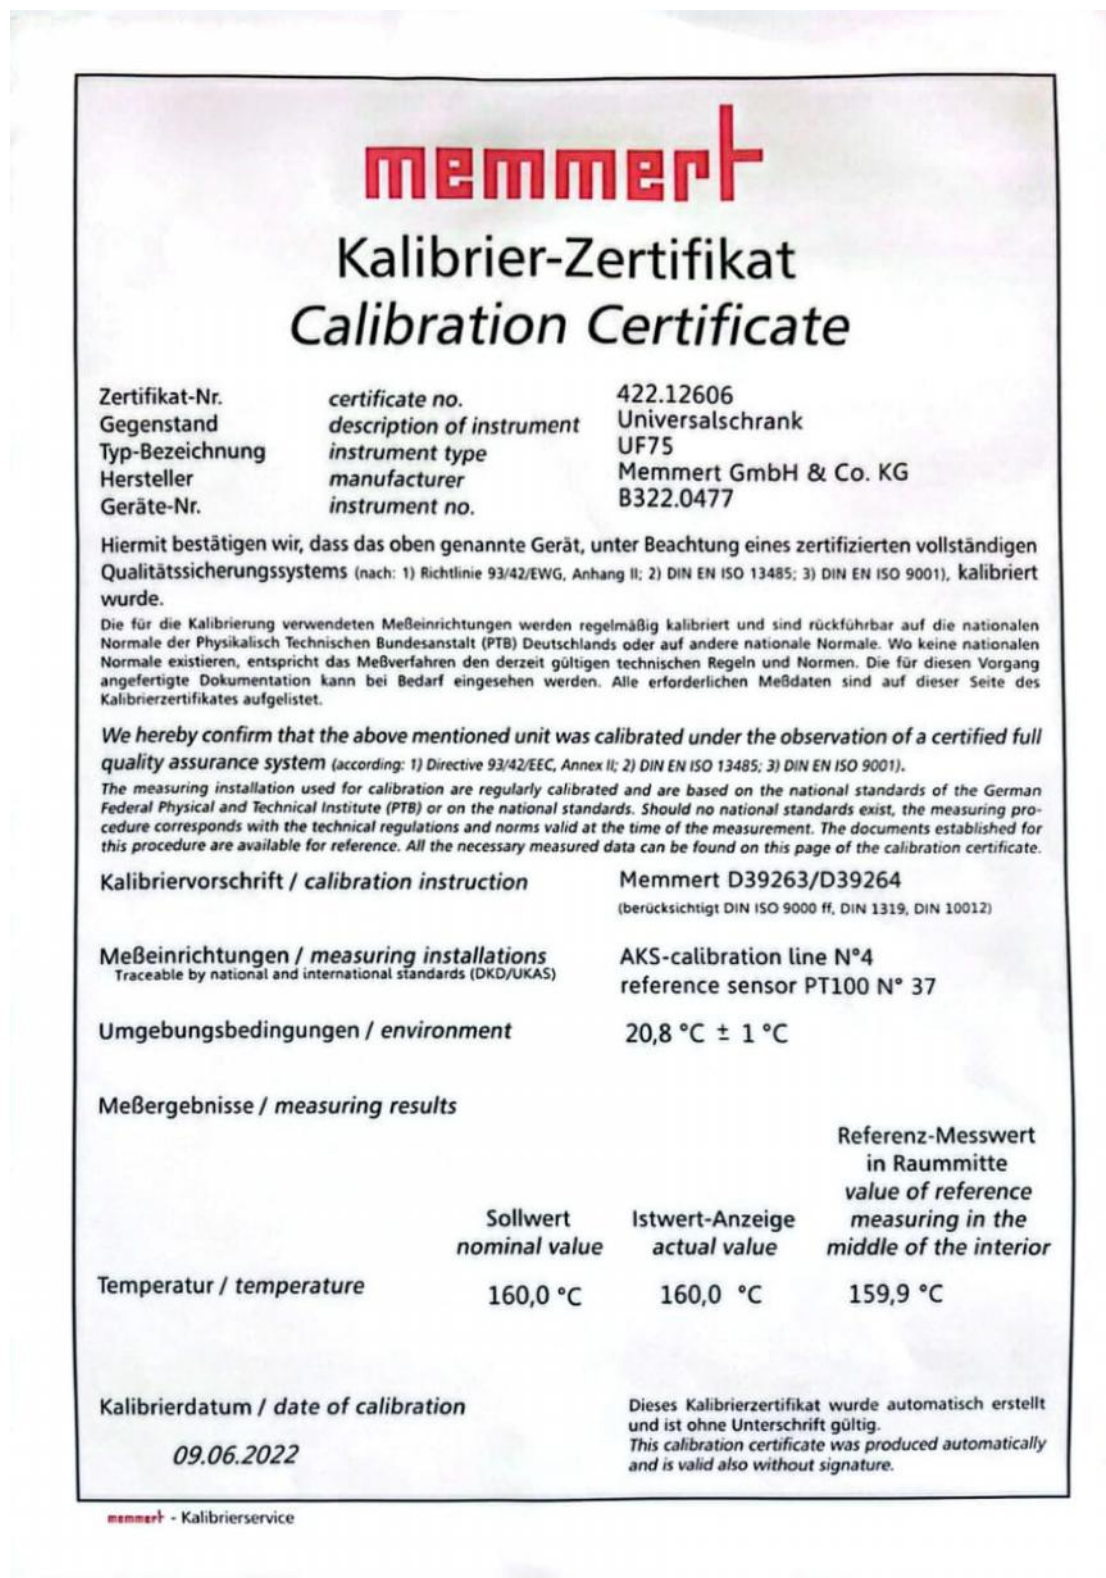 memmert
Kalibrier-Zertifikat
Calibration Certificate
Zertifikat-Nr. certificate no. 422.12606
Gegenstand description of instrument Universalschrank
Typ-Bezeichnung instrument type UF75
Hersteller manufacturer Memmert GmbH & Co. KG
Geräte-Nr. instrument no. B322.0477
Hiermit bestätigen wir, dass das oben genannte Gerät, unter Beachtung eines zertifizierten vollständigen
Qualitätssicherungssystems (nach: 1) Richtlinie 93/42/EWG, Anhang II; 2) DIN EN ISO 13485; 3) DIN EN ISO 9001), kalibriert
wurde.
Die für die Kalibrierung verwendeten Meßeinrichtungen werden regelmäßig kalibriert und sind rückführbar auf die nationalen
Normale der Physikalisch Technischen Bundesanstalt (PTB) Deutschlands oder auf andere nationale Normale. Wo keine nationalen
Normale existieren, entspricht das Meßverfahren den derzeit gültigen technischen Regeln und Normen. Die für diesen Vorgang
angefertigte Dokumentation kann bei Bedarf eingesehen werden. Alle erforderlichen Meßdaten sind auf dieser Seite des
Kalibrierzertifikates aufgelistet.
We hereby confirm that the above mentioned unit was calibrated under the observation of a certified full
quality assurance system (according: 1) Directive 93/42/EEC, Annex II; 2) DIN EN ISO 13485; 3) DIN EN ISO 9001).
The measuring installation used for calibration are regularly calibrated and are based on the national standards of the German
Federal Physical and Technical Institute (PTB) or on the national standards. Should no national standards exist, the measuring pro-
cedure corresponds with the technical regulations and norms valid at the time of the measurement. The documents established for
this procedure are available for reference. All the necessary measured data can be found on this page of the calibration certificate.
Kalibriervorschrift / calibration instruction Memmert D39263/D39264
(berücksichtigt DIN ISO 9000 ff, DIN 1319, DIN 10012)
Meßeinrichtungen / measuring installations AKS-calibration line N°4
Traceable by national and international standards (DKD/UKAS)
reference sensor PT100 N° 37
Umgebungsbedingungen / environment 20,8 °C ± 1 °C
Meßergebnisse / measuring results
Referenz-Messwert
in Raummitte
value of reference
Sollwert Istwert-Anzeige measuring in the
nominal value actual value middle of the interior
Temperatur / temperature 160,0 °C 160,0 °C 159,9 °C
Kalibrierdatum / date of calibration
09.06.2022
Dieses Kalibrierzertifikat wurde automatisch erstellt
und ist ohne Unterschrift gültig.
This calibration certificate was produced automatically
and is valid also without signature.
memmert - Kalibrierservice